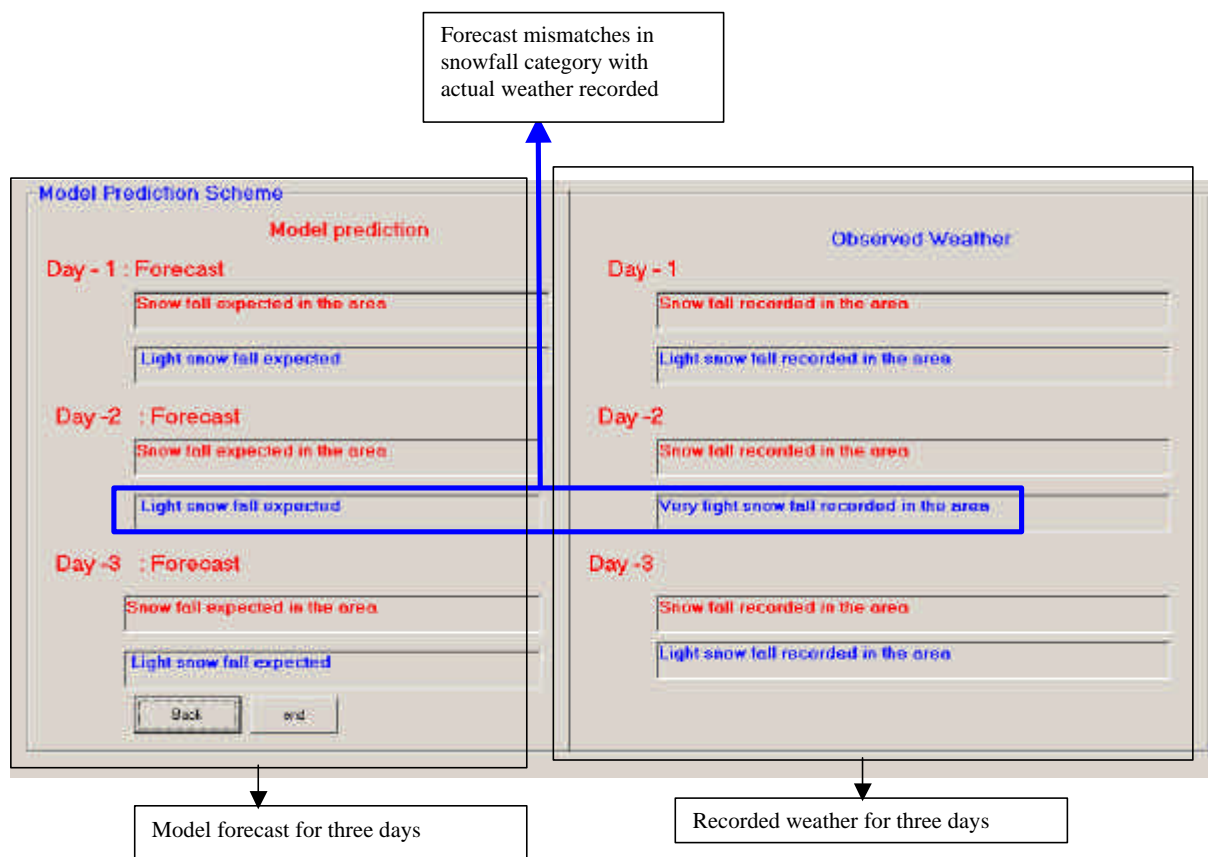 Forecast mismatches in
snowfall category with
actual weather recorded
Model Prediction Scheme
Model prediction
Day - 1 : Forecast
Snow fall expected in the area
Light snow fall expected
Day -2 : Forecast
Snow fall expected in the area
Light snow fall expected
Day -3 : Forecast
Snow fall expected in the area
Light snow fall expected
Back
end
Observed Weather
Day - 1
Snow fall recorded in the area
Light snow fall recorded in the area
Day -2
Snow fall recorded in the area
Very light snow fall recorded in the area
Day -3
Snow fall recorded in the area
Light snow fall recorded in the area
Model forecast for three days
Recorded weather for three days